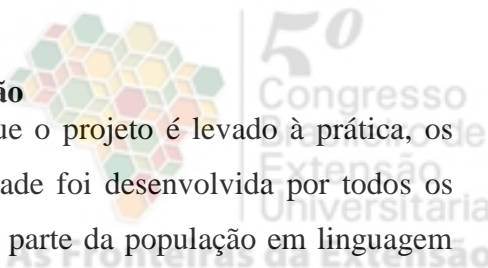 ão
ue o projeto é levado à prática, os
ade foi desenvolvida por todos os
parte da população em linguagem
5º
Congresso
Brasileiro de
Extensão
Universitária
As Fronteiras da Extensão